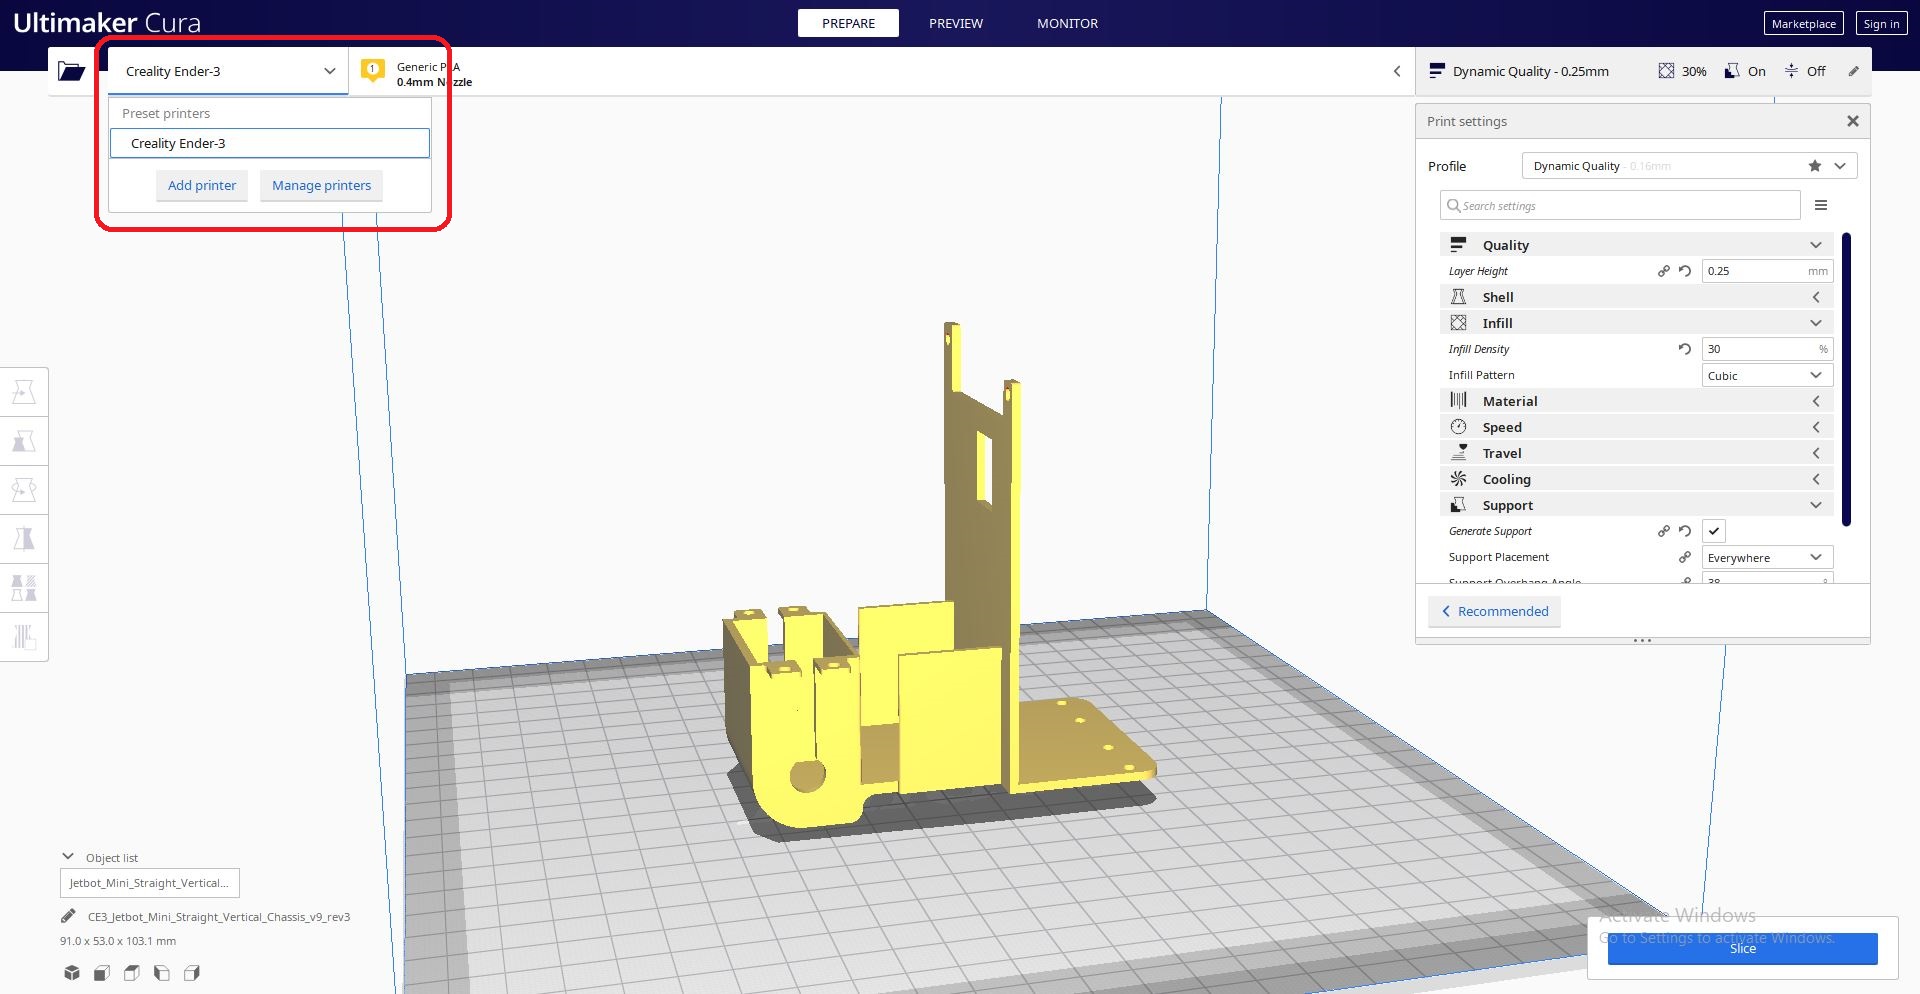 Ultimaker Cura
PREPARE
PREVIEW
MONITOR
Marketplace
Sign in
Creality Ender-3
1
Generic PLA
0.4mm Nozzle
Dynamic Quality - 0.25mm
30%
On
Off
Preset printers
Creality Ender-3
Add printer
Manage printers
Print settings
Profile
Dynamic Quality - 0.16mm
Search settings
Quality
Layer Height
0.25 mm
Shell
Infill
Infill Density
30 %
Infill Pattern
Cubic
Material
Speed
Travel
Cooling
Support
Generate Support
Support Placement
Everywhere
Support Overhang Angle
38 °
Recommended
Object list
Jetbot_Mini_Straight_Vertical...
CE3_Jetbot_Mini_Straight_Vertical_Chassis_v9_rev3
91.0 x 53.0 x 103.1 mm
Activate Windows
Go to Settings to activate Windows.
Slice